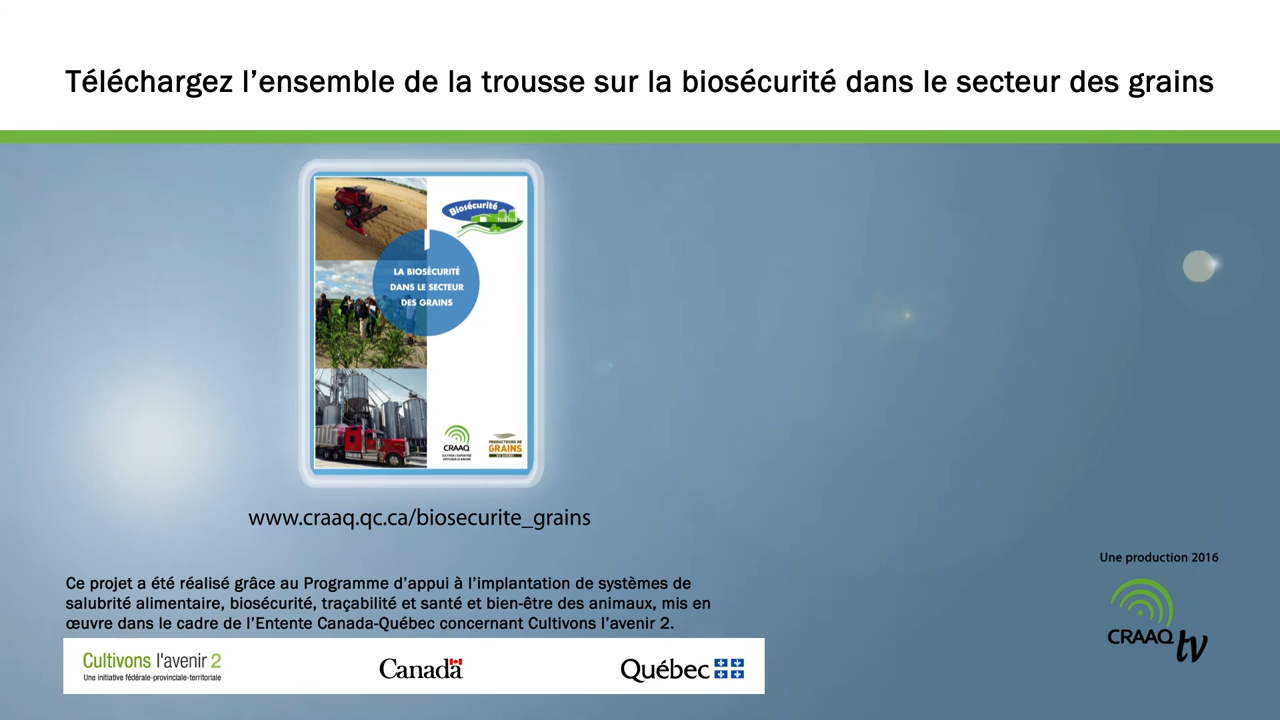 Téléchargez l’ensemble de la trousse sur la biosécurité dans le secteur des grains
Biosécurité
LA BIOSÉCURITÉ
DANS LE SECTEUR
DES GRAINS
CRAAQ
PRODUCTEURS DE
GRAINS
DU QUÉBEC
www.craaq.qc.ca/biosecurite_grains
Une production 2016
CRAAQ
tv
Ce projet a été réalisé grâce au Programme d’appui à l’implantation de systèmes de
salubrité alimentaire, biosécurité, traçabilité et santé et bien-être des animaux, mis en
œuvre dans le cadre de l’Entente Canada-Québec concernant Cultivons l’avenir 2.
Cultivons l'avenir 2
Une initiative fédérale-provinciale-territoriale
Canada
Québec